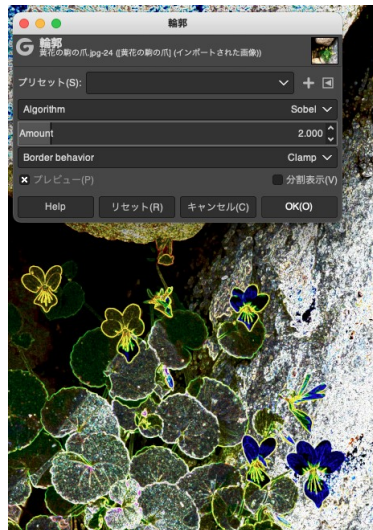 輪郭
輪郭
黄花の駒の爪.jpg-24 ([黄花の駒の爪] (インポートされた画像))
プリセット(S):
Algorithm Sobel
Amount 2.000
Border behavior Clamp
プレビュー(P) 分割表示(V)
Help リセット(R) キャンセル(C) OK(O)